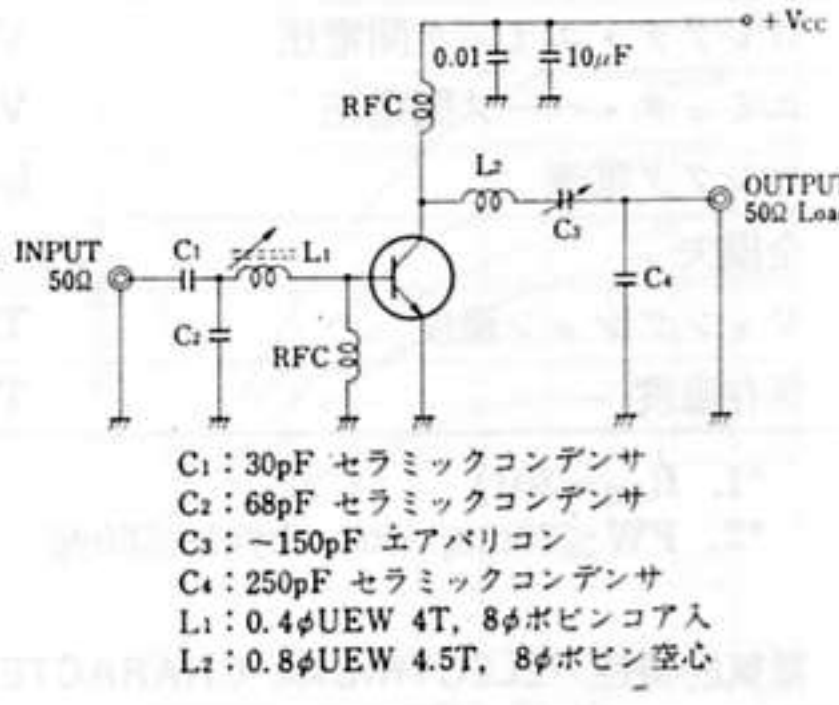 + Vcc
0.01
10μF
RFC
L2
C3
OUTPUT
50Ω Loa
INPUT
50Ω
C1
L1
C2
RFC
C4
C1：30pF セラミックコンデンサ
C2：68pF セラミックコンデンサ
C3：~150pF エアバリコン
C4：250pF セラミックコンデンサ
L1：0.4φUEW 4T, 8φボビンコア入
L2：0.8φUEW 4.5T, 8φボビン空心